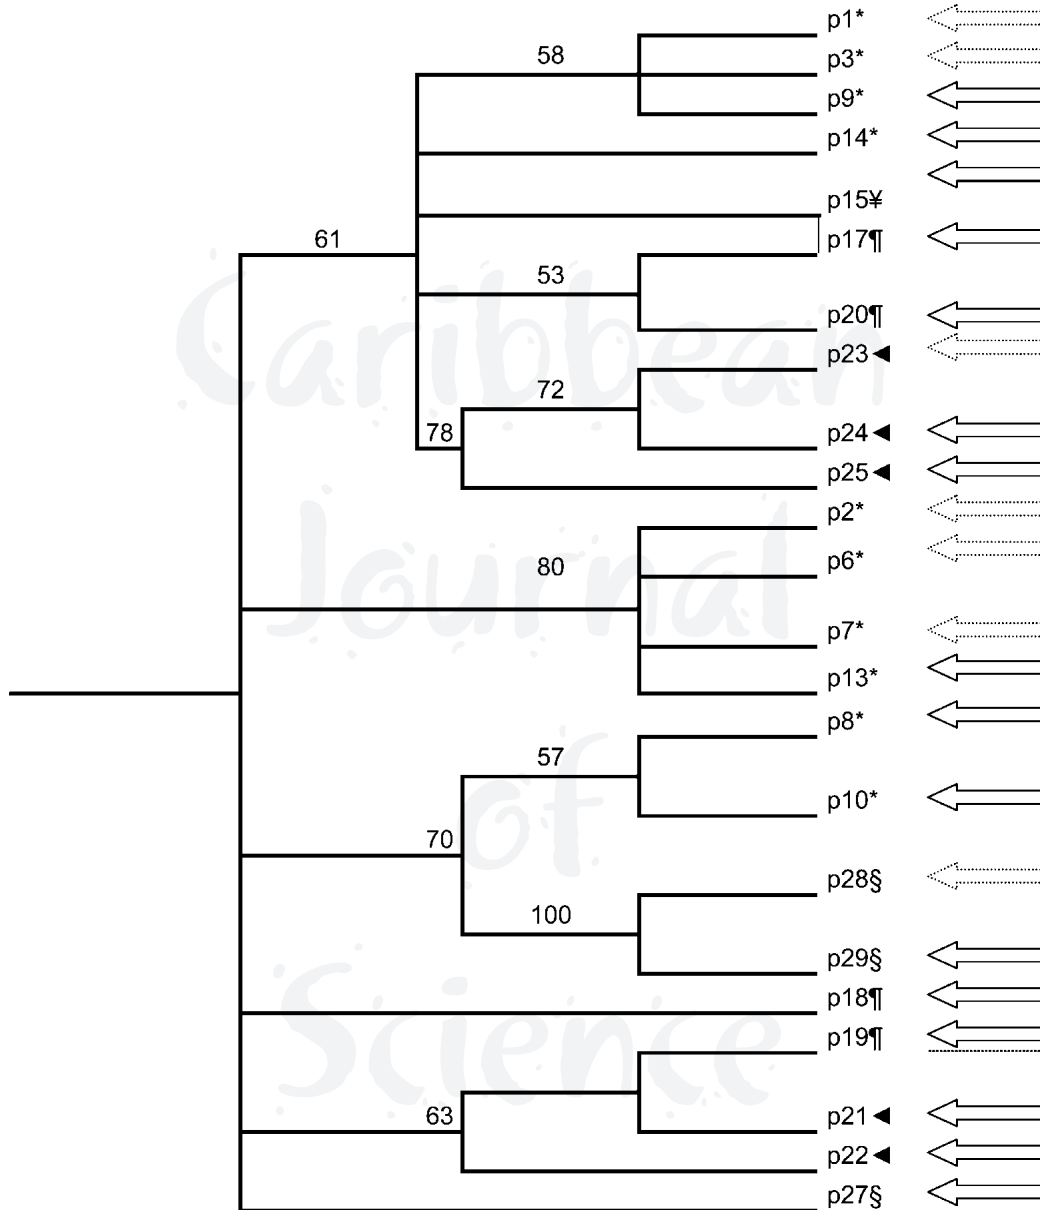 p1*
58
p3*
p9*
p14*
p15¥
61
p17¶
53
p20¶
p23◄
72
78
p24◄
p25◄
p2*
80
p6*
p7*
p13*
p8*
57
p10*
70
p28§
100
p29§
p18¶
p19¶
63
p21◄
p22◄
p27§
Caribbean
Journal
of
Science